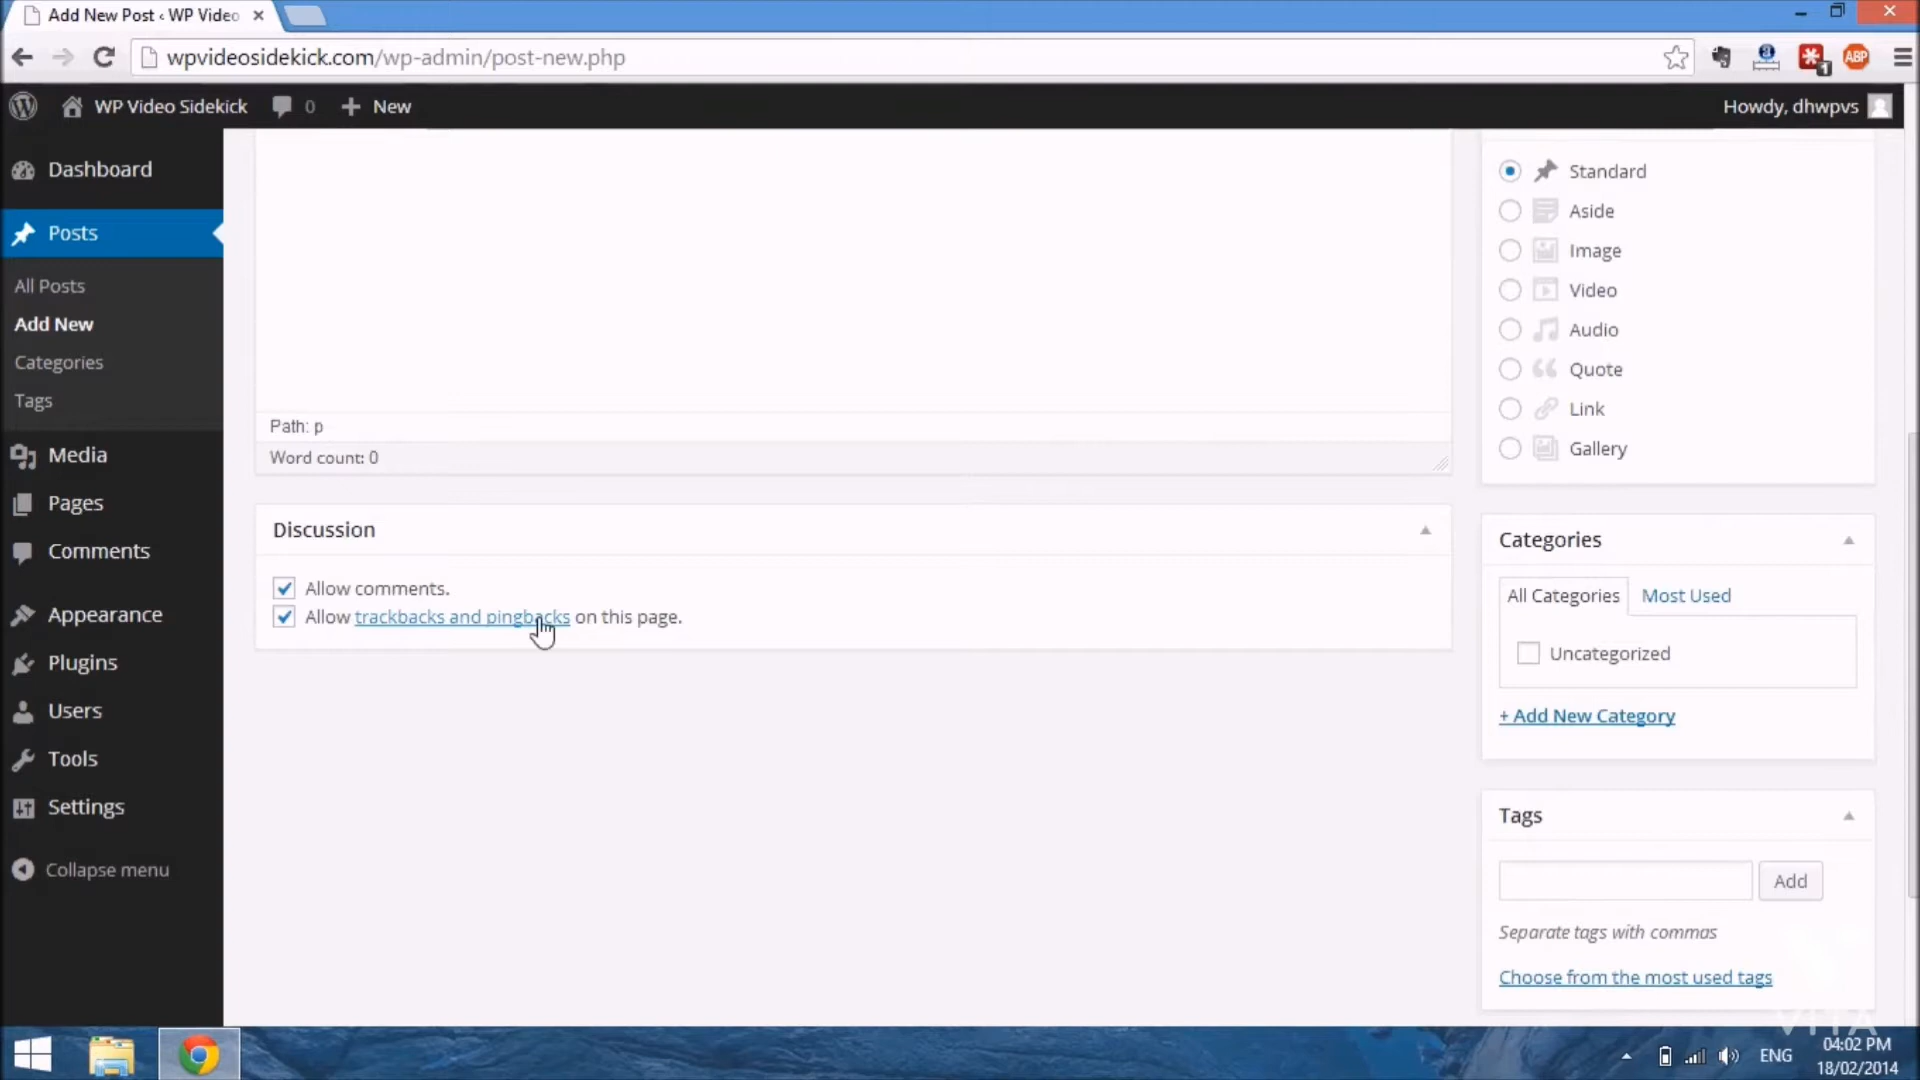 Add New Post ‹ WP Video
wpvideosidekick.com/wp-admin/post-new.php
ABP
1
WP Video Sidekick
0
New
Howdy, dhwpvs
Dashboard
Posts
All Posts
Add New
Categories
Tags
Media
Pages
Comments
Appearance
Plugins
Users
Tools
Settings
Collapse menu
Path: p
Word count: 0
Discussion
Allow comments.
Allow trackbacks and pingbacks on this page.
Standard
Aside
Image
Video
Audio
Quote
Link
Gallery
Categories
All Categories
Most Used
Uncategorized
+ Add New Category
Tags
Add
Separate tags with commas
Choose from the most used tags
VITA
ENG
04:02 PM
18/02/2014